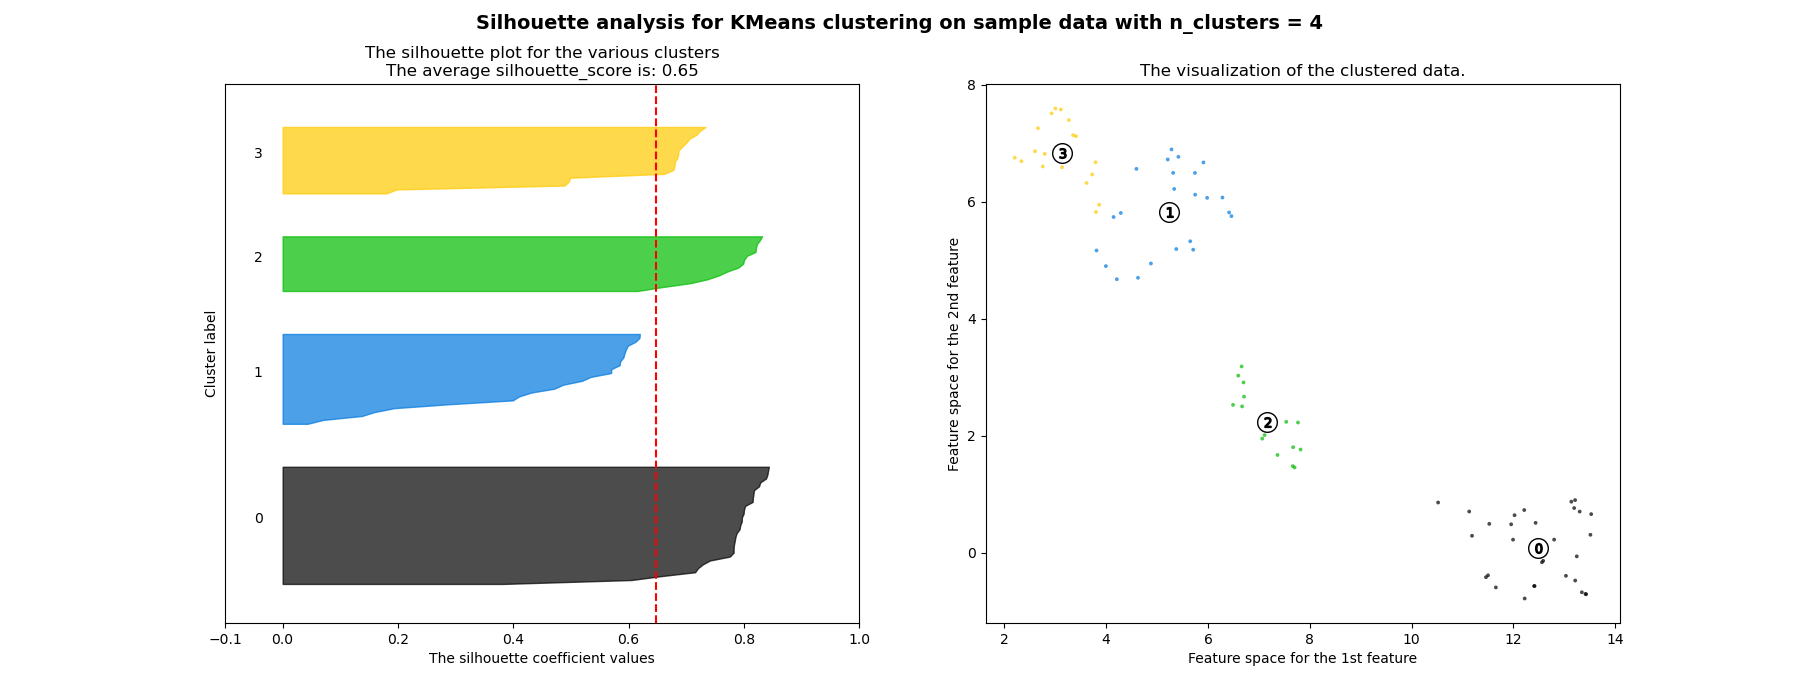 Silhouette analysis for KMeans clustering on sample data with n_clusters = 4
The silhouette plot for the various clusters
The average silhouette_score is: 0.65
3
2
1
0
Cluster label
−0.1 0.0 0.2 0.4 0.6 0.8 1.0
The silhouette coefficient values
The visualization of the clustered data.
8
6
4
2
0
Feature space for the 2nd feature
3
1
2
0
2 4 6 8 10 12 14
Feature space for the 1st feature